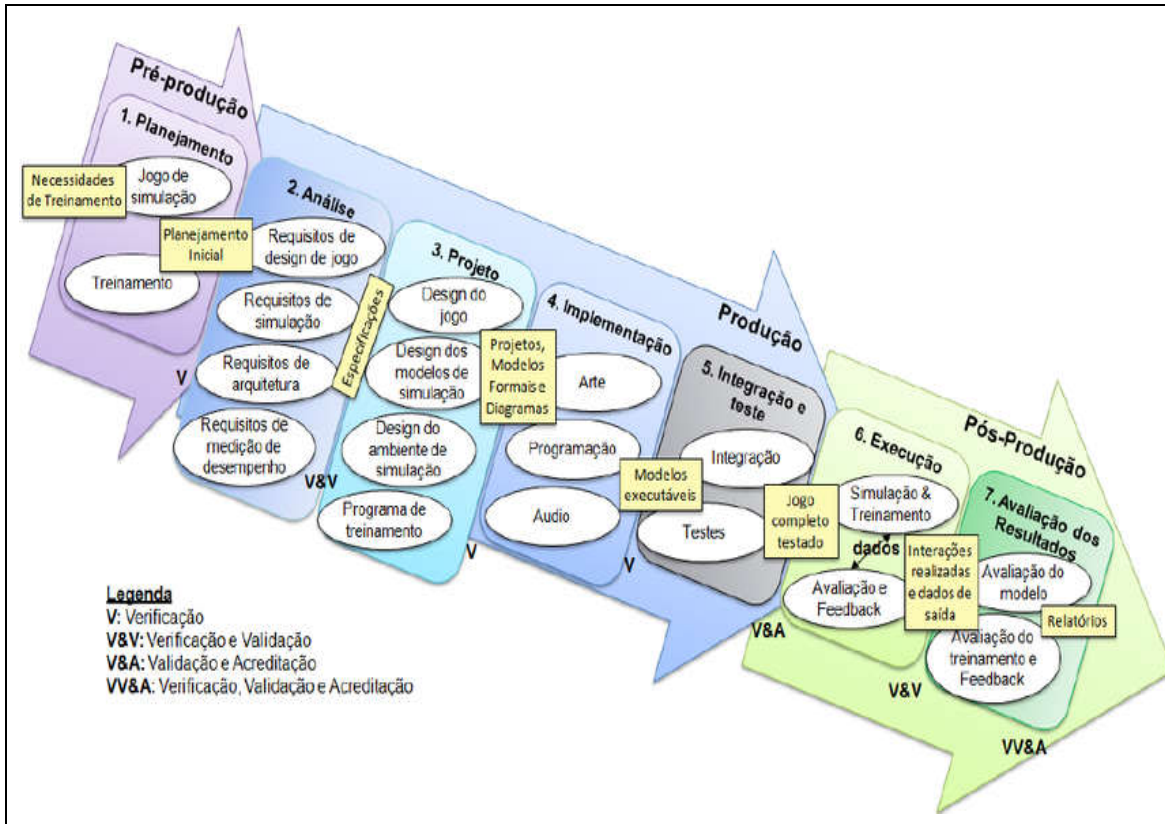 Pré-produção
1. Planejamento
Necessidades
de Treinamento
Jogo de
simulação
Planejamento
Inicial
Treinamento
V
2. Análise
Requisitos de
design de jogo
Requisitos de
simulação
Requisitos de
arquitetura
Requisitos de
medição de
desempenho
Especificações
V&V
3. Projeto
Design do
jogo
Design dos
modelos de
simulação
Design do
ambiente de
simulação
Programa de
treinamento
Projetos,
Modelos
Formais e
Diagramas
V
Produção
4. Implementação
Arte
Programação
Audio
Modelos
executáveis
V
5. Integração e
teste
Integração
Testes
Jogo
completo
testado
V&A
Pós-Produção
6. Execução
Simulação &
Treinamento
dados
Avaliação e
Feedback
Interações
realizadas
e dados de
saída
V&V
7. Avaliação dos
Resultados
Avaliação do
modelo
Relatórios
Avaliação do
treinamento e
Feedback
VV&A
Legenda
V: Verificação
V&V: Verificação e Validação
V&A: Validação e Acreditação
VV&A: Verificação, Validação e Acreditação